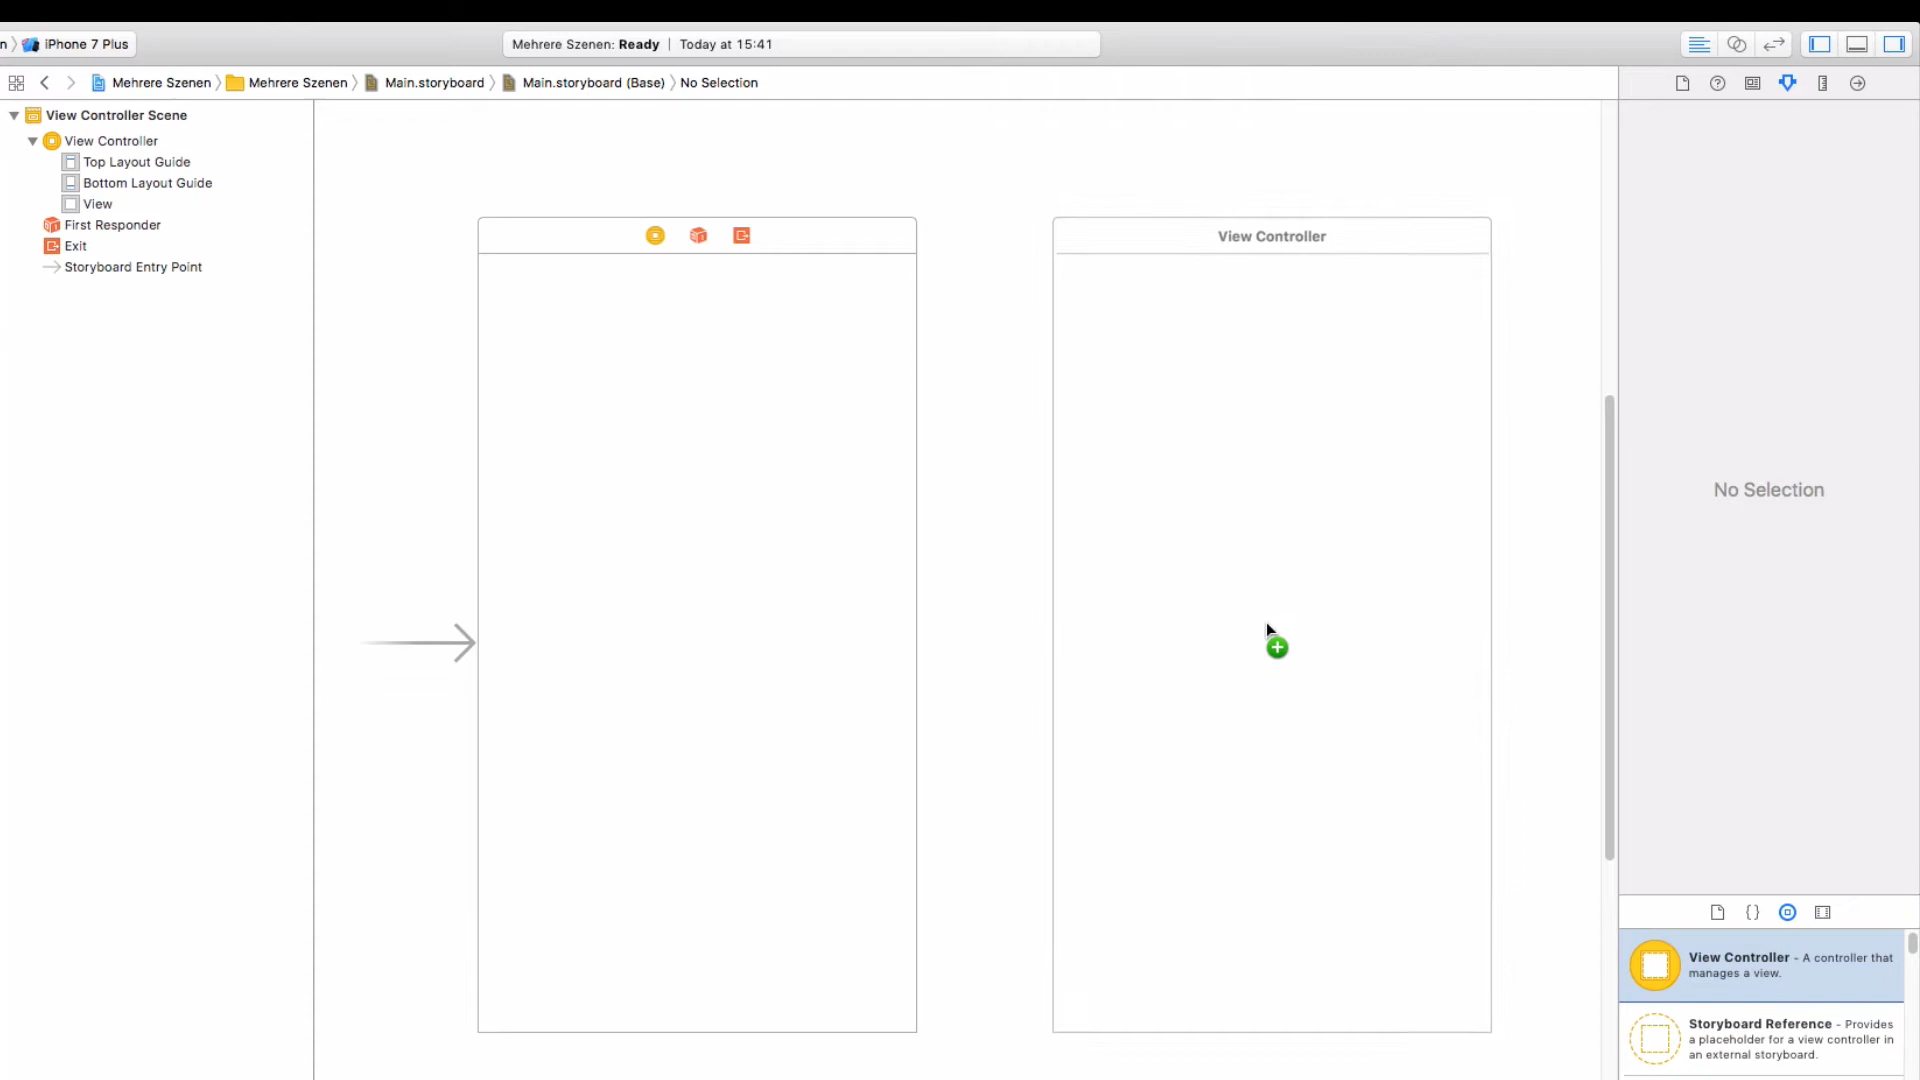 n iPhone 7 Plus
Mehrere Szenen: Ready | Today at 15:41
Mehrere Szenen Mehrere Szenen Main.storyboard Main.storyboard (Base) No Selection
View Controller Scene
View Controller
Top Layout Guide
Bottom Layout Guide
View
First Responder
Exit
Storyboard Entry Point
View Controller
No Selection
{}
View Controller - A controller that
manages a view.
Storyboard Reference - Provides
a placeholder for a view controller in
an external storyboard.